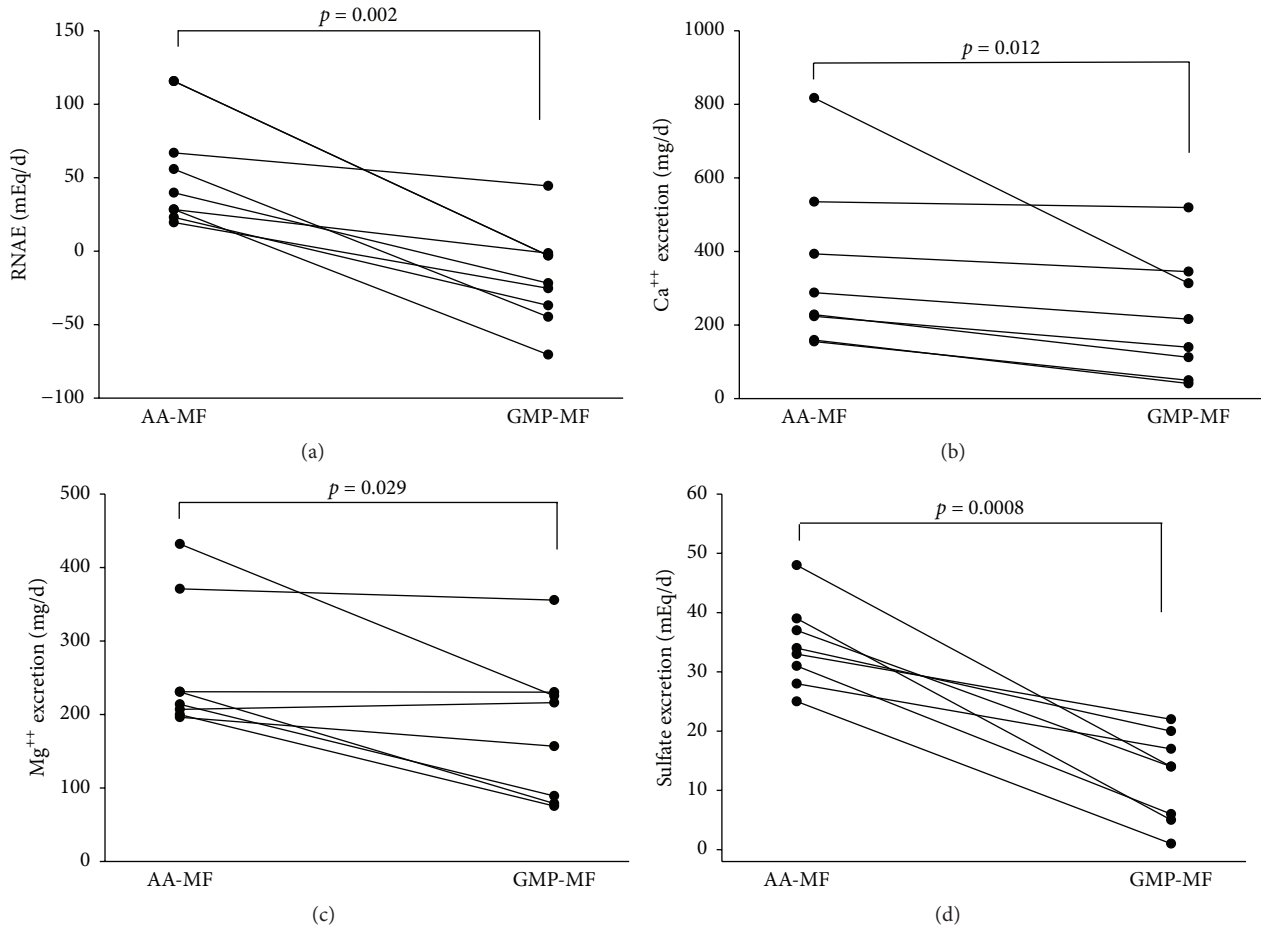 p = 0.002
150
100
50
0
−50
−100
RNAE (mEq/d)
AA-MF GMP-MF
(a)
p = 0.012
1000
800
600
400
200
0
Ca++ excretion (mg/d)
AA-MF GMP-MF
(b)
p = 0.029
500
400
300
200
100
0
Mg++ excretion (mg/d)
AA-MF GMP-MF
(c)
p = 0.0008
60
50
40
30
20
10
0
Sulfate excretion (mEq/d)
AA-MF GMP-MF
(d)